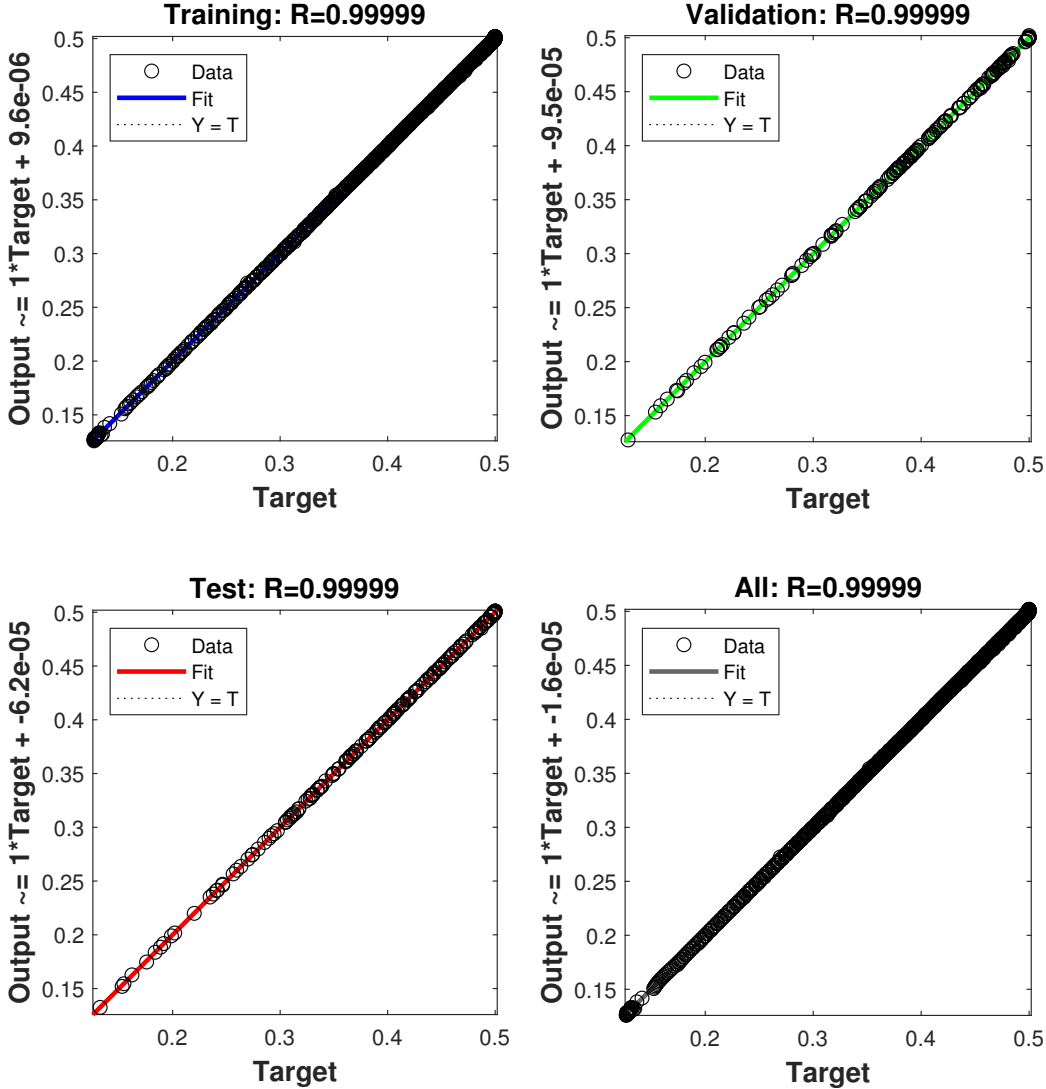 Training: R=0.99999
Output ~= 1*Target + 9.6e-06
0.5
0.45
0.4
0.35
0.3
0.25
0.2
0.15
Data
Fit
Y = T
0.2 0.3 0.4 0.5
Target
Validation: R=0.99999
Output ~= 1*Target + -9.5e-05
0.5
0.45
0.4
0.35
0.3
0.25
0.2
0.15
Data
Fit
Y = T
0.2 0.3 0.4 0.5
Target
Test: R=0.99999
Output ~= 1*Target + -6.2e-05
0.5
0.45
0.4
0.35
0.3
0.25
0.2
0.15
Data
Fit
Y = T
0.2 0.3 0.4 0.5
Target
All: R=0.99999
Output ~= 1*Target + -1.6e-05
0.5
0.45
0.4
0.35
0.3
0.25
0.2
0.15
Data
Fit
Y = T
0.2 0.3 0.4 0.5
Target